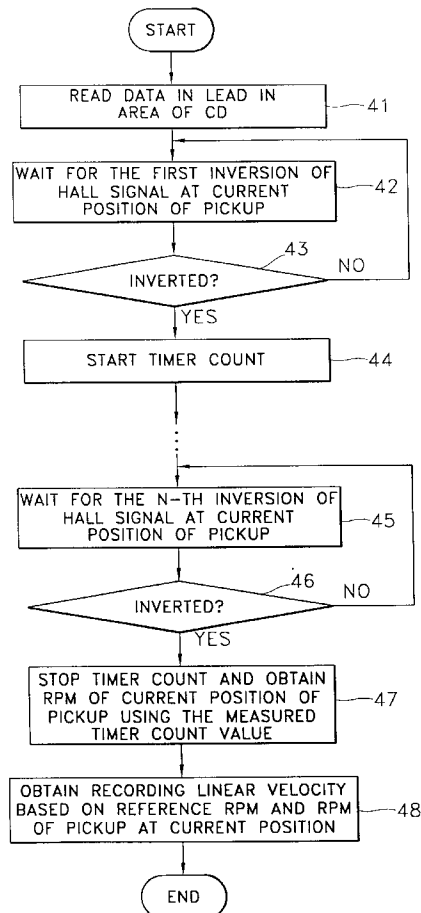 START
READ DATA IN LEAD IN
AREA OF CD
41
WAIT FOR THE FIRST INVERSION OF
HALL SIGNAL AT CURRENT
POSITION OF PICKUP
42
43
INVERTED?
NO
YES
START TIMER COUNT
44
WAIT FOR THE N-TH INVERSION OF
HALL SIGNAL AT CURRENT
POSITION OF PICKUP
45
46
INVERTED?
NO
YES
STOP TIMER COUNT AND OBTAIN
RPM OF CURRENT POSITION OF
PICKUP USING THE MEASURED
TIMER COUNT VALUE
47
OBTAIN RECORDING LINEAR VELOCITY
BASED ON REFERENCE RPM AND RPM
OF PICKUP AT CURRENT POSITION
48
END